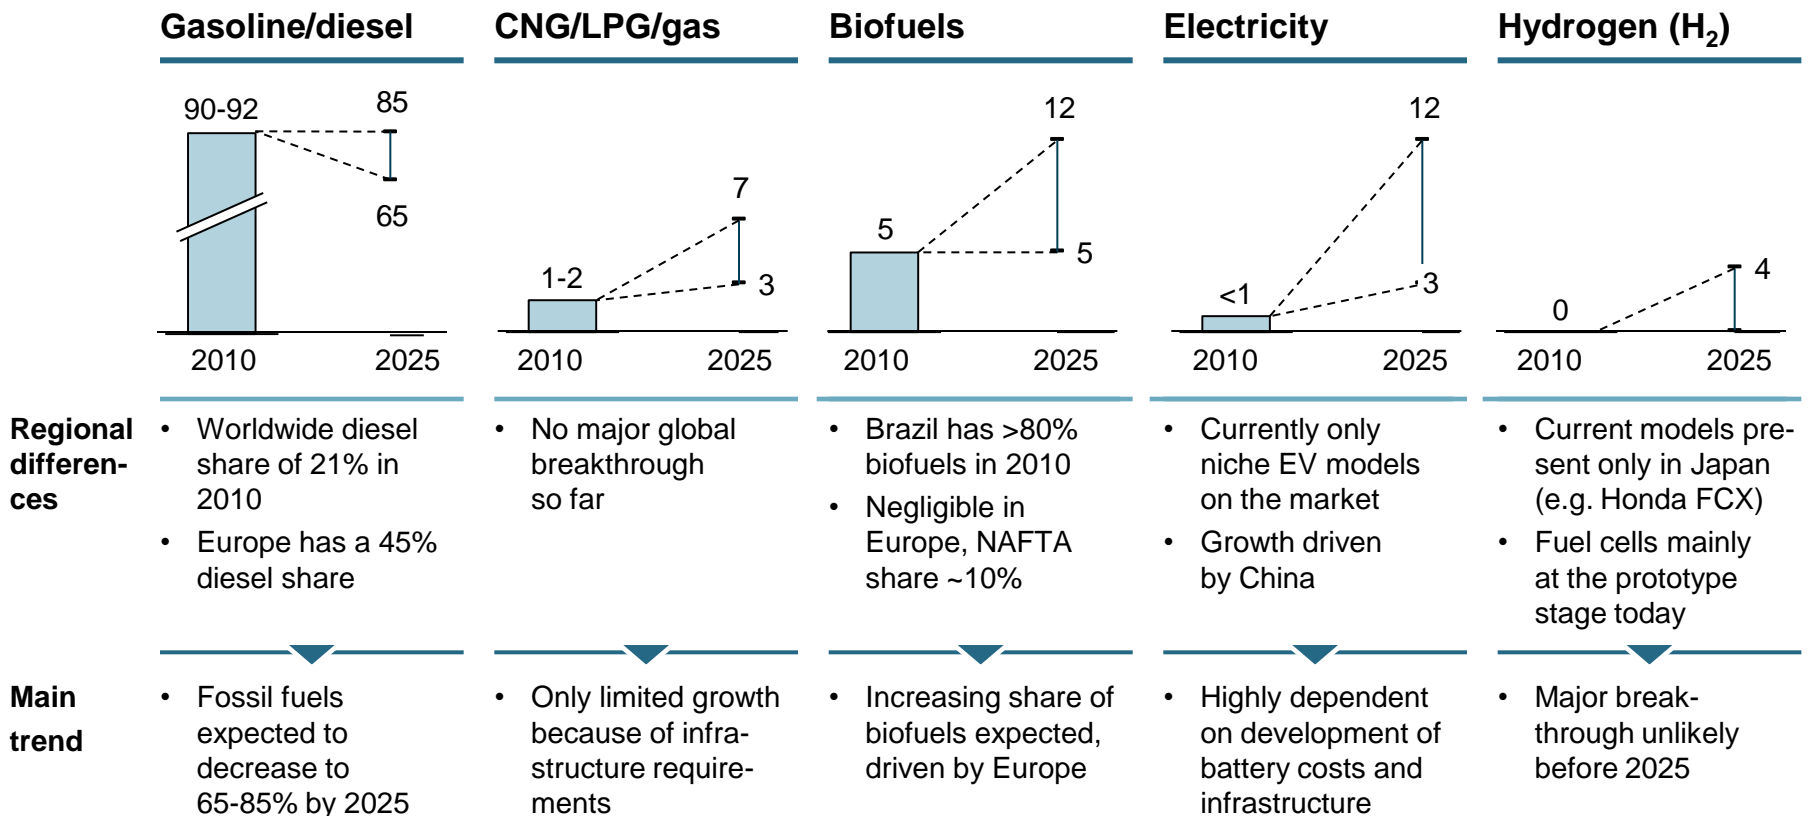 Gasoline/diesel
CNG/LPG/gas
Biofuels
Electricity
Hydrogen (H₂)
90-92
85
65
2010
2025
1-2
7
3
2010
2025
5
12
5
2010
2025
<1
12
3
2010
2025
0
4
2010
2025
Regional
differen-
ces
• Worldwide diesel
share of 21% in
2010
• Europe has a 45%
diesel share
• No major global
breakthrough
so far
• Brazil has >80%
biofuels in 2010
• Negligible in
Europe, NAFTA
share ~10%
• Currently only
niche EV models
on the market
• Growth driven
by China
• Current models pre-
sent only in Japan
(e.g. Honda FCX)
• Fuel cells mainly
at the prototype
stage today
Main
trend
• Fossil fuels
expected to
decrease to
65-85% by 2025
• Only limited growth
because of infra-
structure require-
ments
• Increasing share of
biofuels expected,
driven by Europe
• Highly dependent
on development of
battery costs and
infrastructure
• Major break-
through unlikely
before 2025